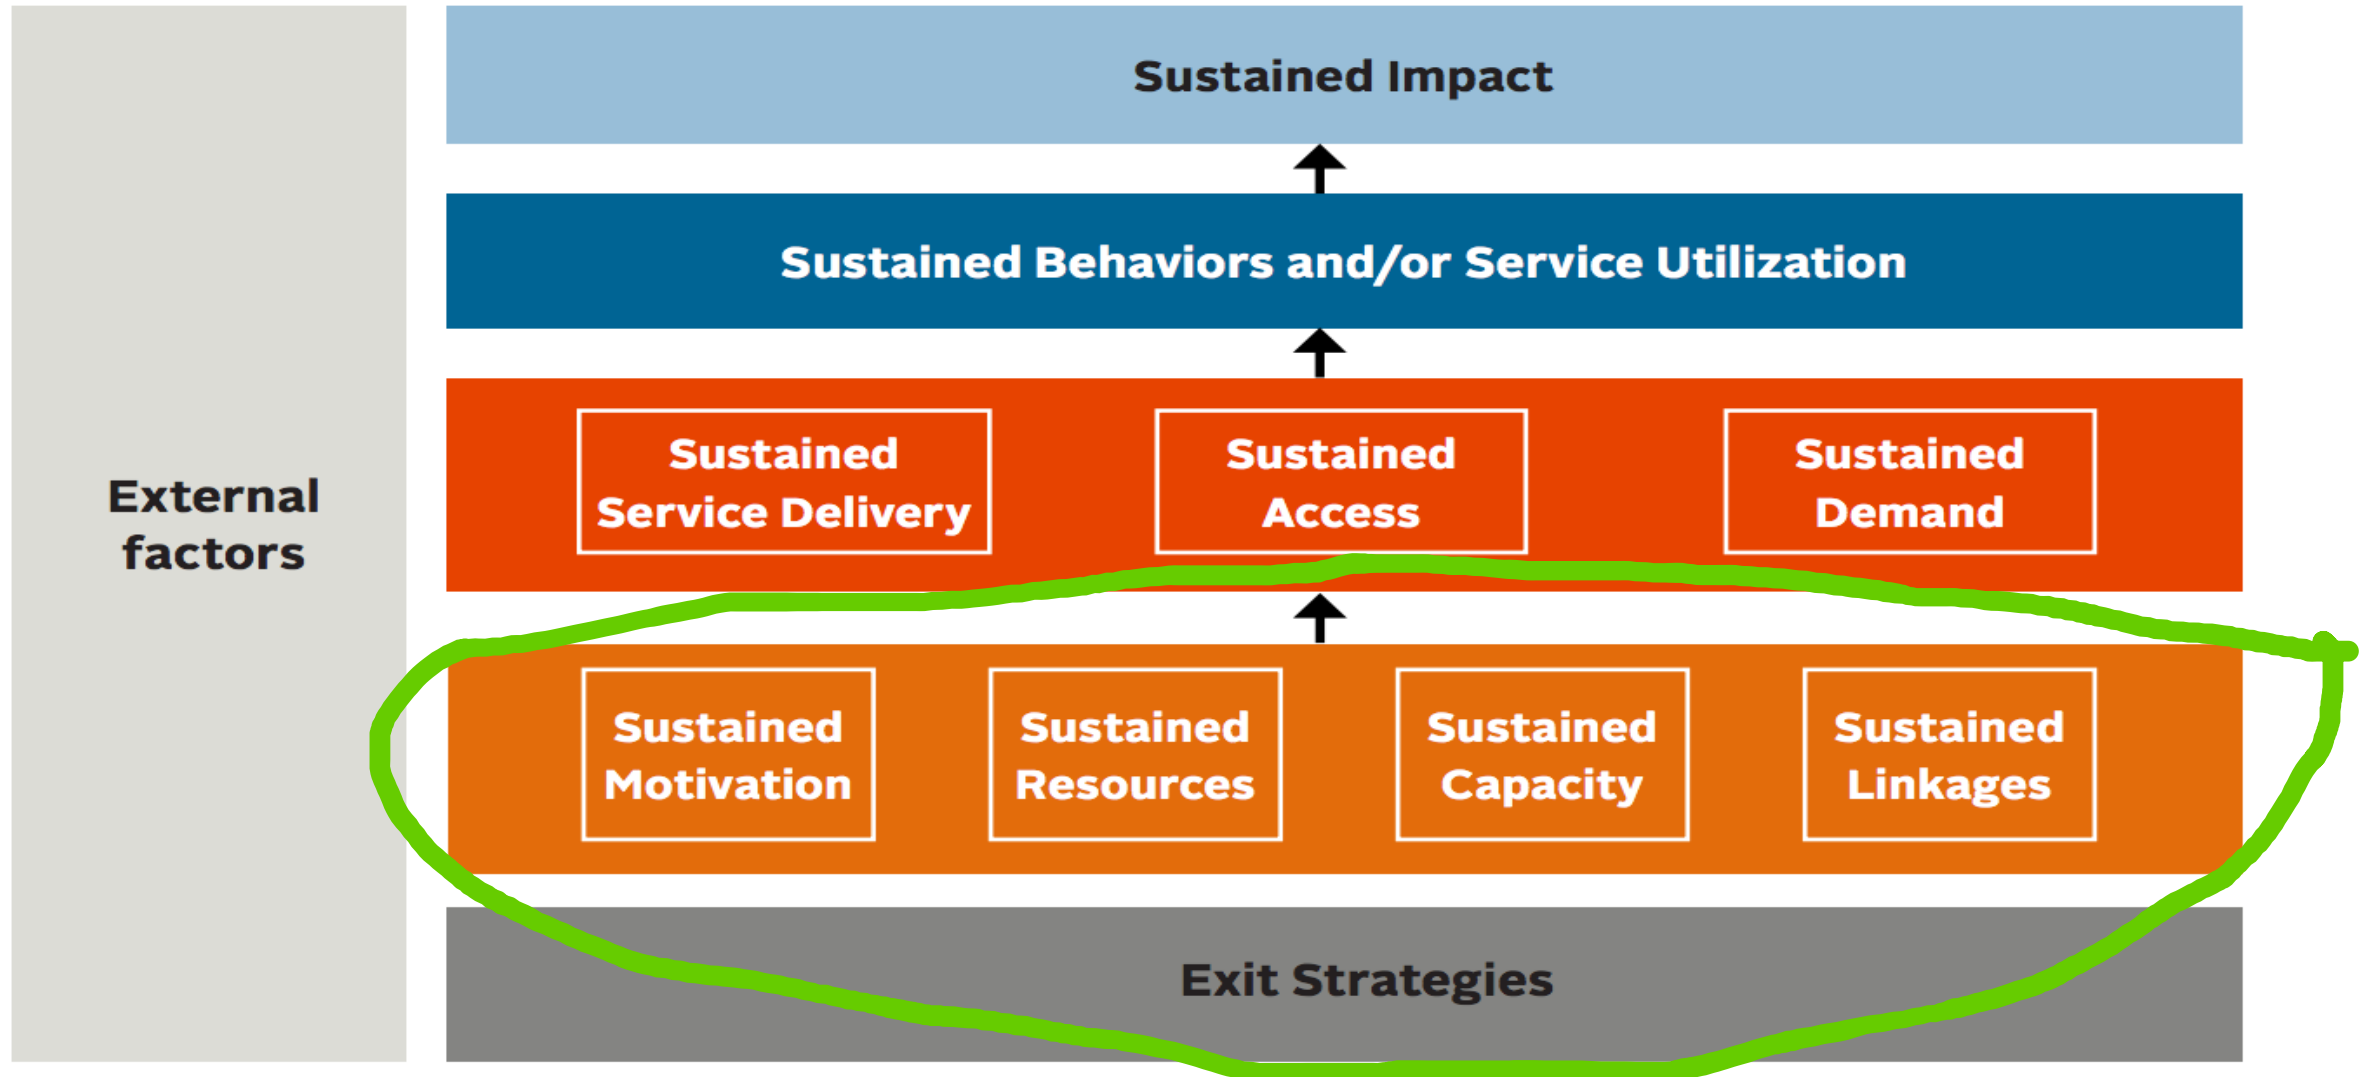 External
factors
Sustained Impact
Sustained Behaviors and/or Service Utilization
Sustained
Service Delivery
Sustained
Access
Sustained
Demand
Sustained
Motivation
Sustained
Resources
Sustained
Capacity
Sustained
Linkages
Exit Strategies